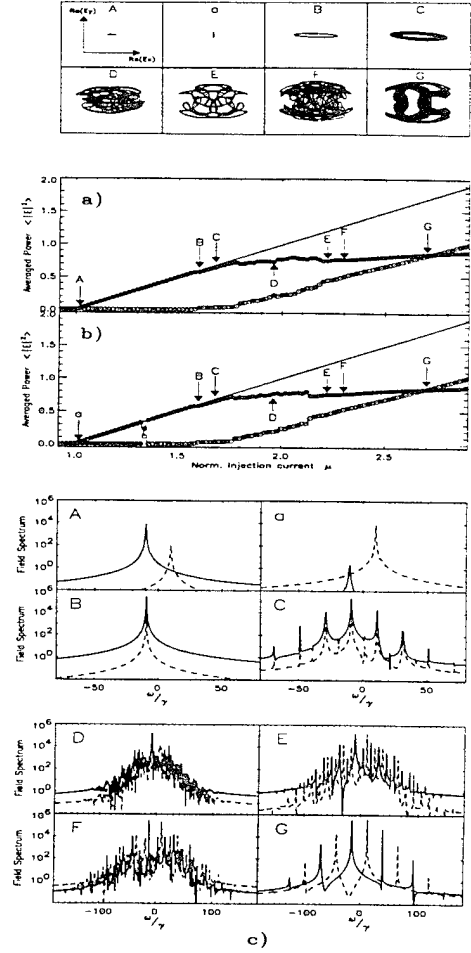 Re(Ey)
A
a
B
C
Re(Ex)
D
E
F
G
a)
Averaged Power <|E|²>
2.0
1.5
1.0
0.5
0.0
A
B
C
D
E
F
G
b)
Averaged Power <|E|²>
2.0
1.5
1.0
0.5
0.0
a
B
C
D
E
F
G
1.0
1.5
2.0
2.5
Norm. Injection current μ
Field Spectrum
10⁶
10⁴
10²
10⁰
10⁶
A
a
Field Spectrum
10⁴
10²
10⁰
B
C
-50
0
50
-50
0
50
ω/γ
ω/γ
Field Spectrum
10⁶
10⁴
10²
10⁰
10⁶
D
E
Field Spectrum
10⁴
10²
10⁰
F
G
-100
0
100
-100
0
100
ω/γ
ω/γ
c)